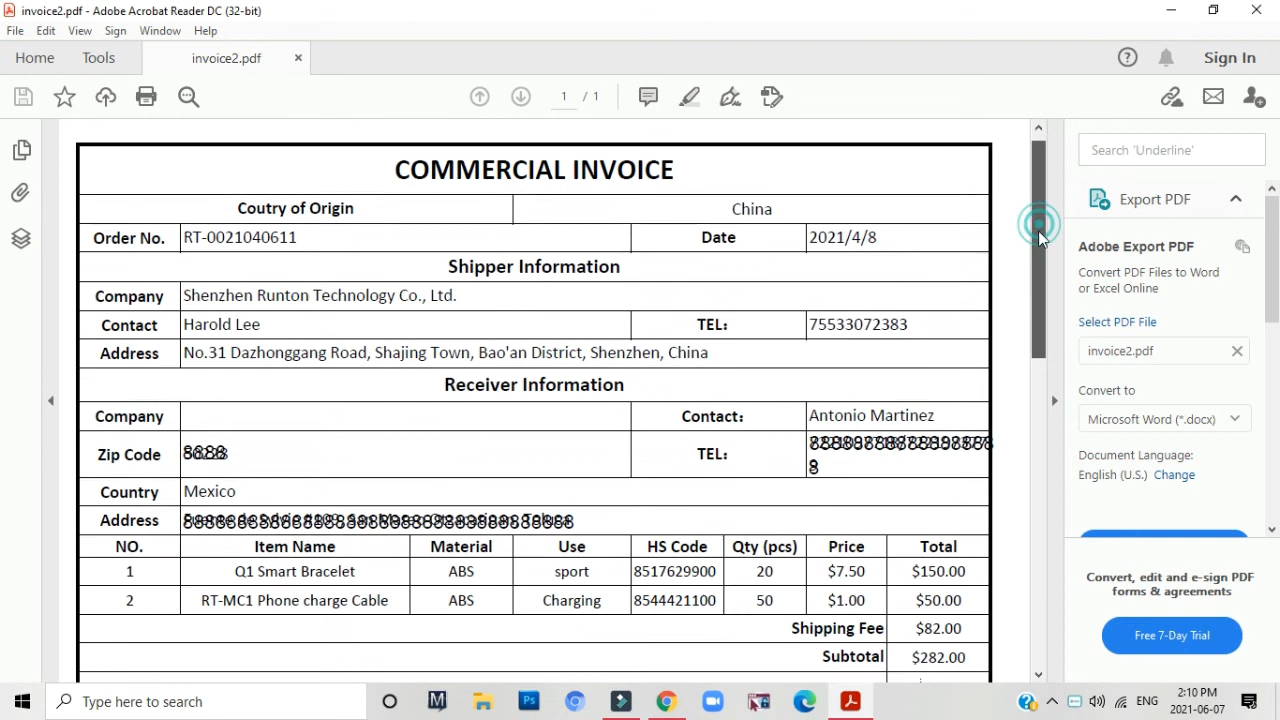 invoice2.pdf - Adobe Acrobat Reader DC (32-bit)
File Edit View Sign Window Help
Home Tools invoice2.pdf × Sign In
1 / 1
Search 'Underline'
Export PDF
Adobe Export PDF
Convert PDF Files to Word
or Excel Online
Select PDF File
invoice2.pdf
Convert to
Microsoft Word (*.docx)
Document Language:
English (U.S.) Change
Convert, edit and e-sign PDF
forms & agreements
Free 7-Day Trial
COMMERCIAL INVOICE
Coutry of Origin China
Order No. RT-0021040611 Date 2021/4/8
Shipper Information
Company Shenzhen Runton Technology Co., Ltd.
Contact Harold Lee TEL: 75533072383
Address No.31 Dazhonggang Road, Shajing Town, Bao'an District, Shenzhen, China
Receiver Information
Company Contact: Antonio Martinez
Zip Code TEL:
Country Mexico
Address
NO. Item Name Material Use HS Code Qty (pcs) Price Total
1 Q1 Smart Bracelet ABS sport 8517629900 20 $7.50 $150.00
2 RT-MC1 Phone charge Cable ABS Charging 8544421100 50 $1.00 $50.00
Shipping Fee $82.00
Subtotal $282.00
Type here to search
ENG
2:10 PM
2021-06-07